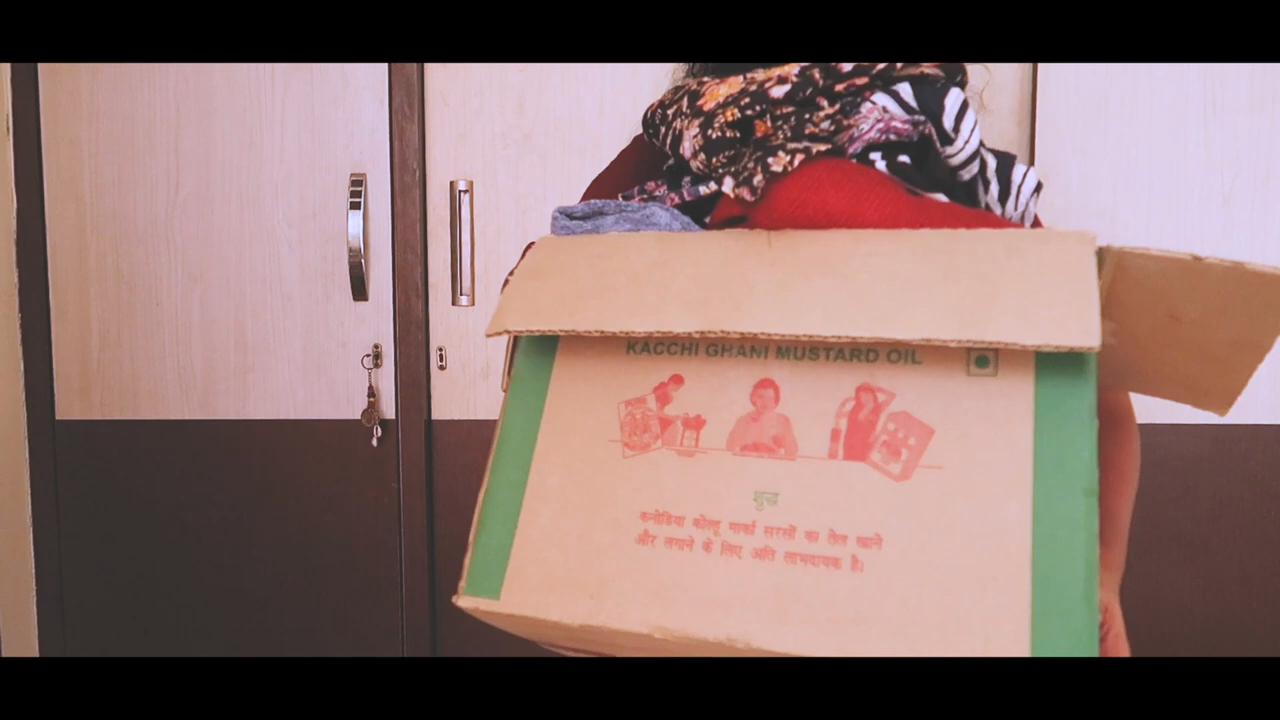 KACCHI GHANI MUSTARD OIL
शुद्ध
कनोडिया कोल्हू मार्का सरसों का तेल खाने
और लगाने के लिए अति लाभदायक है।